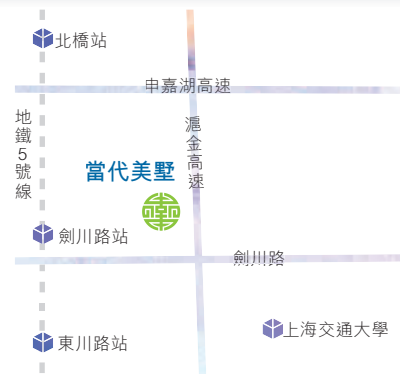 北橋站
申嘉湖高速
地鐵5號線
滬金高速
當代美墅
劍川路站
劍川路
上海交通大學
東川路站